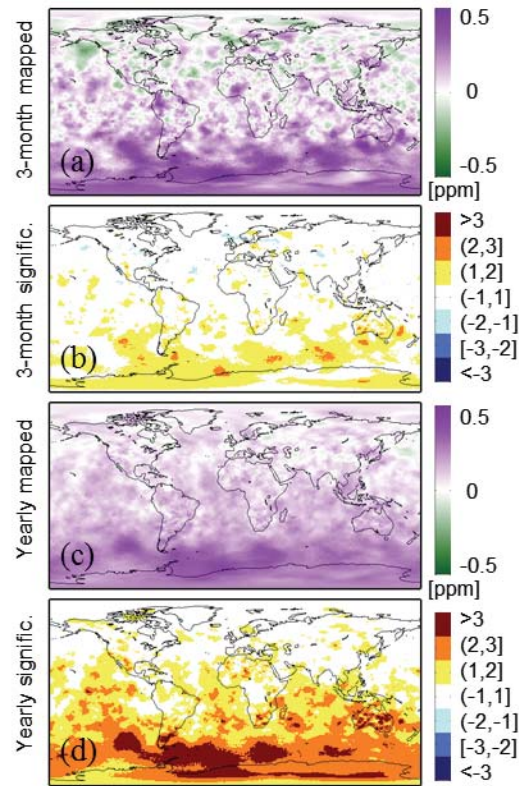 3-month mapped
(a)
0.5
0
-0.5
[ppm]
3-month signific.
(b)
>3
(2,3]
(1,2]
(-1,1]
(-2,-1]
[-3,-2]
<-3
Yearly mapped
(c)
0.5
0
-0.5
[ppm]
Yearly signific.
(d)
>3
(2,3]
(1,2]
(-1,1)
(-2,-1]
[-3,-2]
<-3